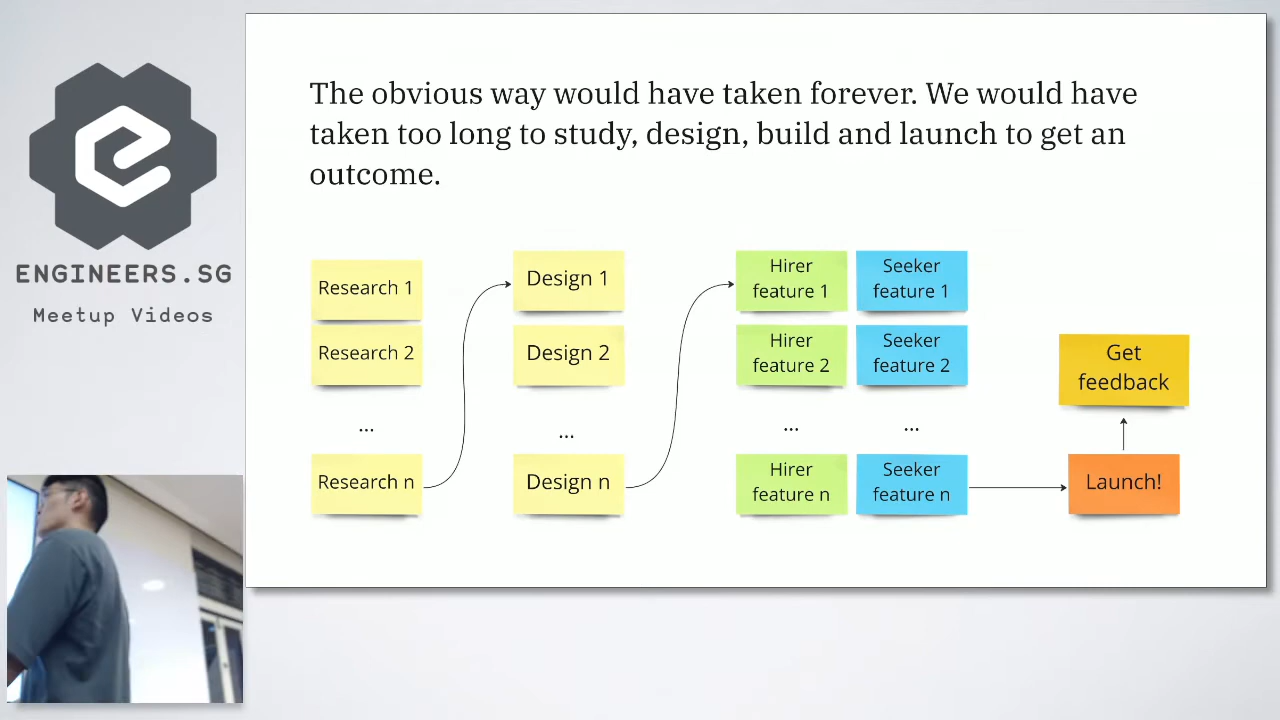 The obvious way would have taken forever. We would have
taken too long to study, design, build and launch to get an
outcome.
ENGINEERS.SG
Meetup Videos
Research 1
Research 2
...
Research n
Design 1
Design 2
...
Design n
Hirer
feature 1
Hirer
feature 2
...
Hirer
feature n
Seeker
feature 1
Seeker
feature 2
...
Seeker
feature n
Launch!
Get
feedback